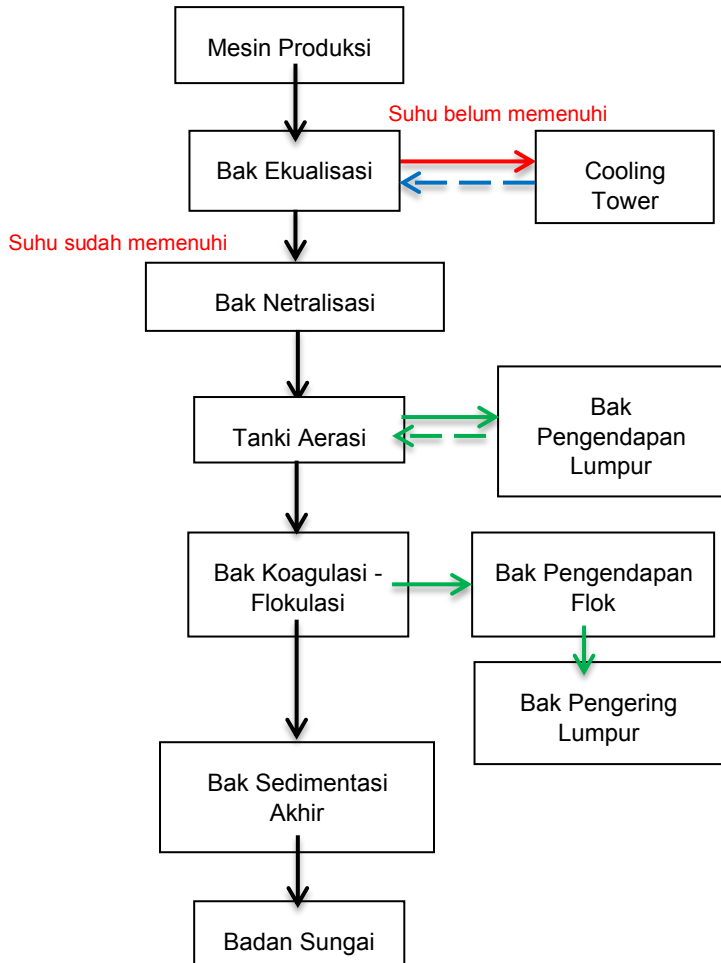 Mesin Produksi
Suhu belum memenuhi
Bak Ekualisasi
Cooling
Tower
Suhu sudah memenuhi
Bak Netralisasi
Tanki Aerasi
Bak
Pengendapan
Lumpur
Bak Koagulasi -
Flokulasi
Bak Pengendapan
Flok
Bak Pengering
Lumpur
Bak Sedimentasi
Akhir
Badan Sungai